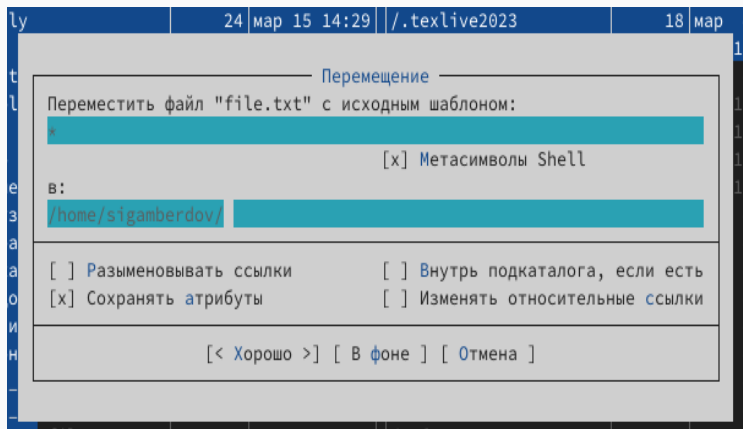 ly 24 мар 15 14:29 /.texlive2023 18 мар
Перемещение
Переместить файл "file.txt" с исходным шаблоном:
*
[x] Метасимволы Shell
в:
/home/sigamberdov/
[ ] Разыменовывать ссылки [ ] Внутрь подкаталога, если есть
[x] Сохранять атрибуты [ ] Изменять относительные ссылки
[< Хорошо >] [ В фоне ] [ Отмена ]